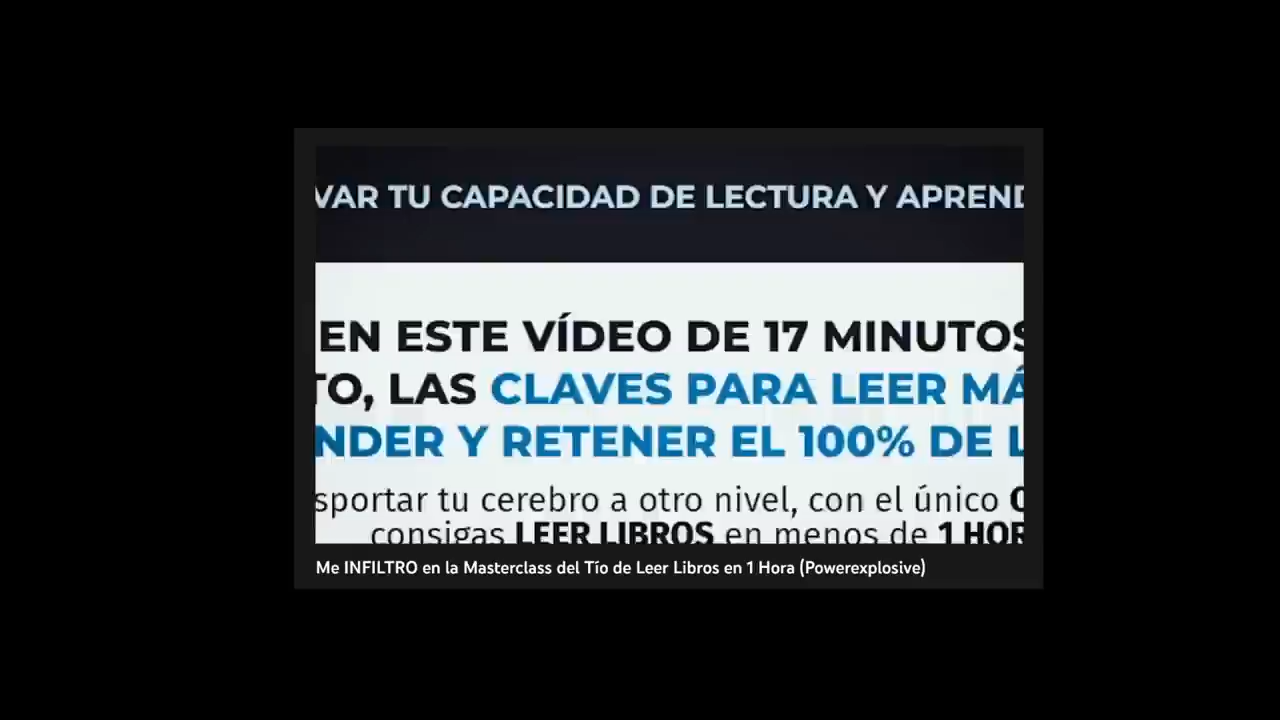 VAR TU CAPACIDAD DE LECTURA Y APREND
EN ESTE VÍDEO DE 17 MINUTOS
TO, LAS CLAVES PARA LEER MÁ
NDER Y RETENER EL 100% DE L
sportar tu cerebro a otro nivel, con el único
consigas LEER LIBROS en menos de 1 HOR
Me INFILTRO en la Masterclass del Tío de Leer Libros en 1 Hora (Powerexplosive)